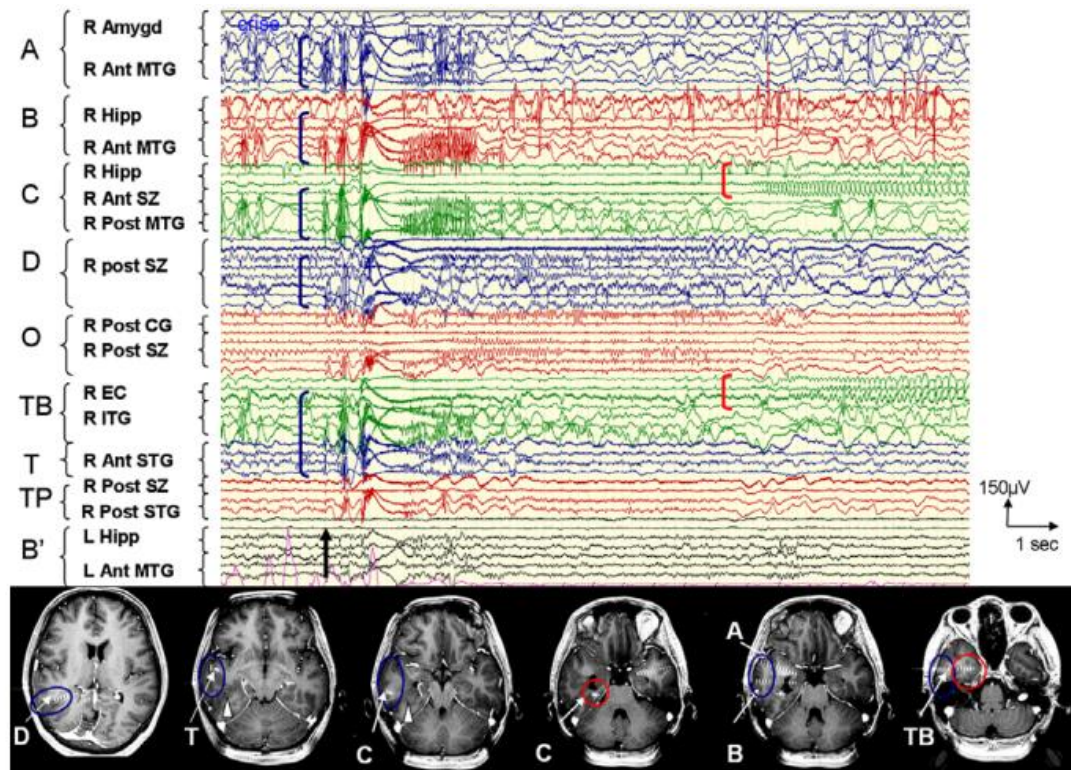 crise
A
R Amygd
R Ant MTG
B
R Hipp
R Ant MTG
C
R Hipp
R Ant SZ
R Post MTG
D
R post SZ
O
R Post CG
R Post SZ
TB
R EC
R ITG
T
R Ant STG
TP
R Post SZ
R Post STG
B'
L Hipp
L Ant MTG
150µV
1 sec
D
T
C
C
A
B
TB